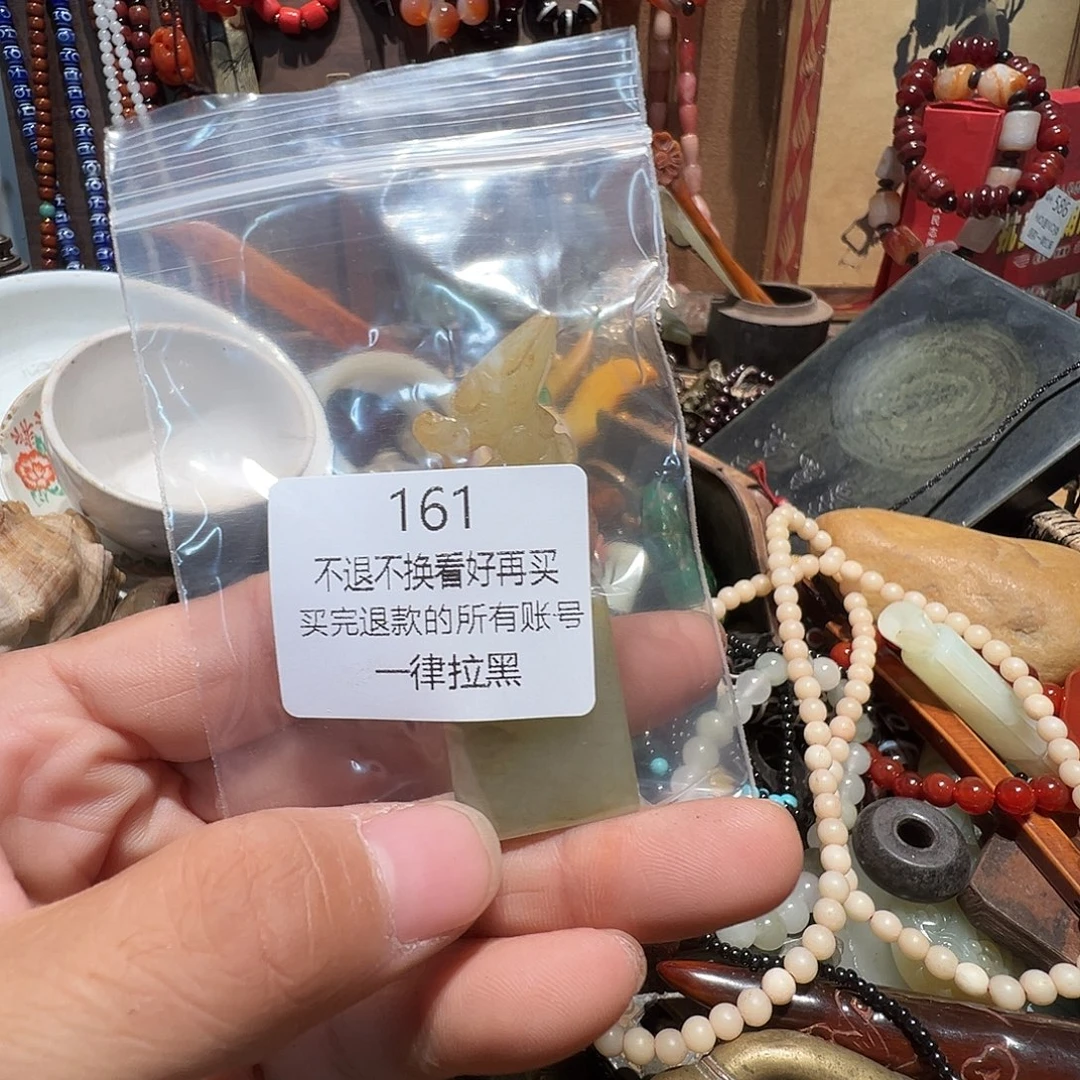 161
不退不换看好再买
买完退款的所有账号
一律拉黑